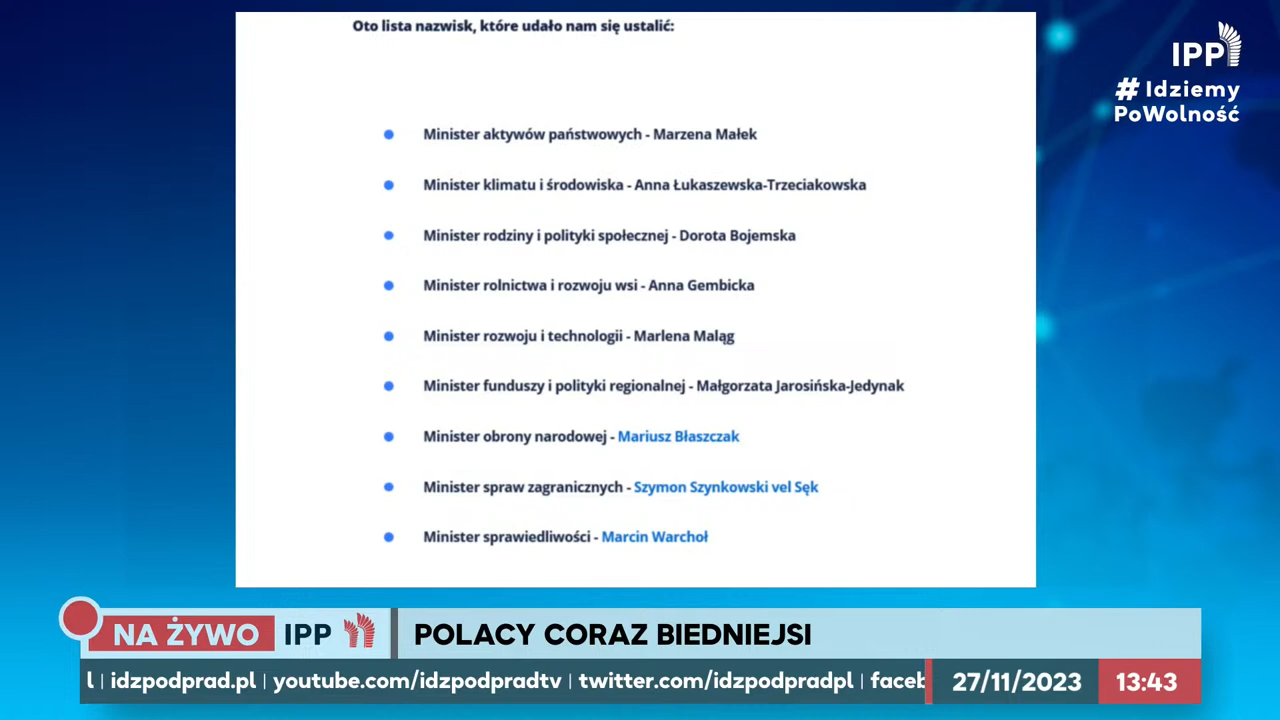 Oto lista nazwisk, które udało nam się ustalić:
IPP
#Idziemy
PoWolność
Minister aktywów państwowych - Marzena Małek
Minister klimatu i środowiska - Anna Łukaszewska-Trzeciakowska
Minister rodziny i polityki społecznej - Dorota Bojemska
Minister rolnictwa i rozwoju wsi - Anna Gembicka
Minister rozwoju i technologii - Marlena Maląg
Minister funduszy i polityki regionalnej - Małgorzata Jarosińska-Jedynak
Minister obrony narodowej - Mariusz Błaszczak
Minister spraw zagranicznych - Szymon Szynkowski vel Sęk
Minister sprawiedliwości - Marcin Warchoł
NA ŻYWO IPP POLACY CORAZ BIEDNIEJSI
l | idzpodprad.pl | youtube.com/idzpodpradtv | twitter.com/idzpodpradpl | faceb 27/11/2023 13:43